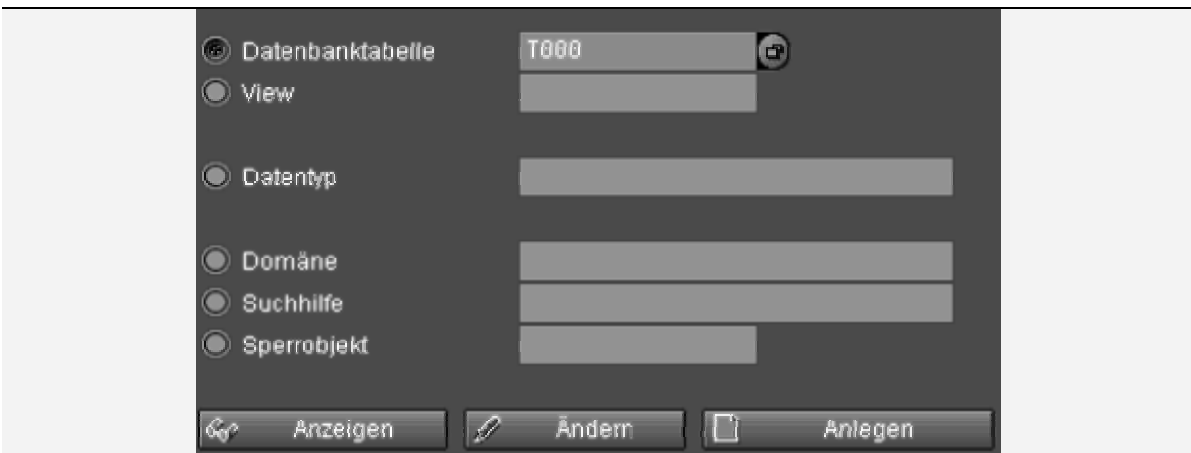 Datenbanktabelle T000
View
Datentyp
Domäne
Suchhilfe
Sperrobjekt
Anzeigen Ändern Anlegen